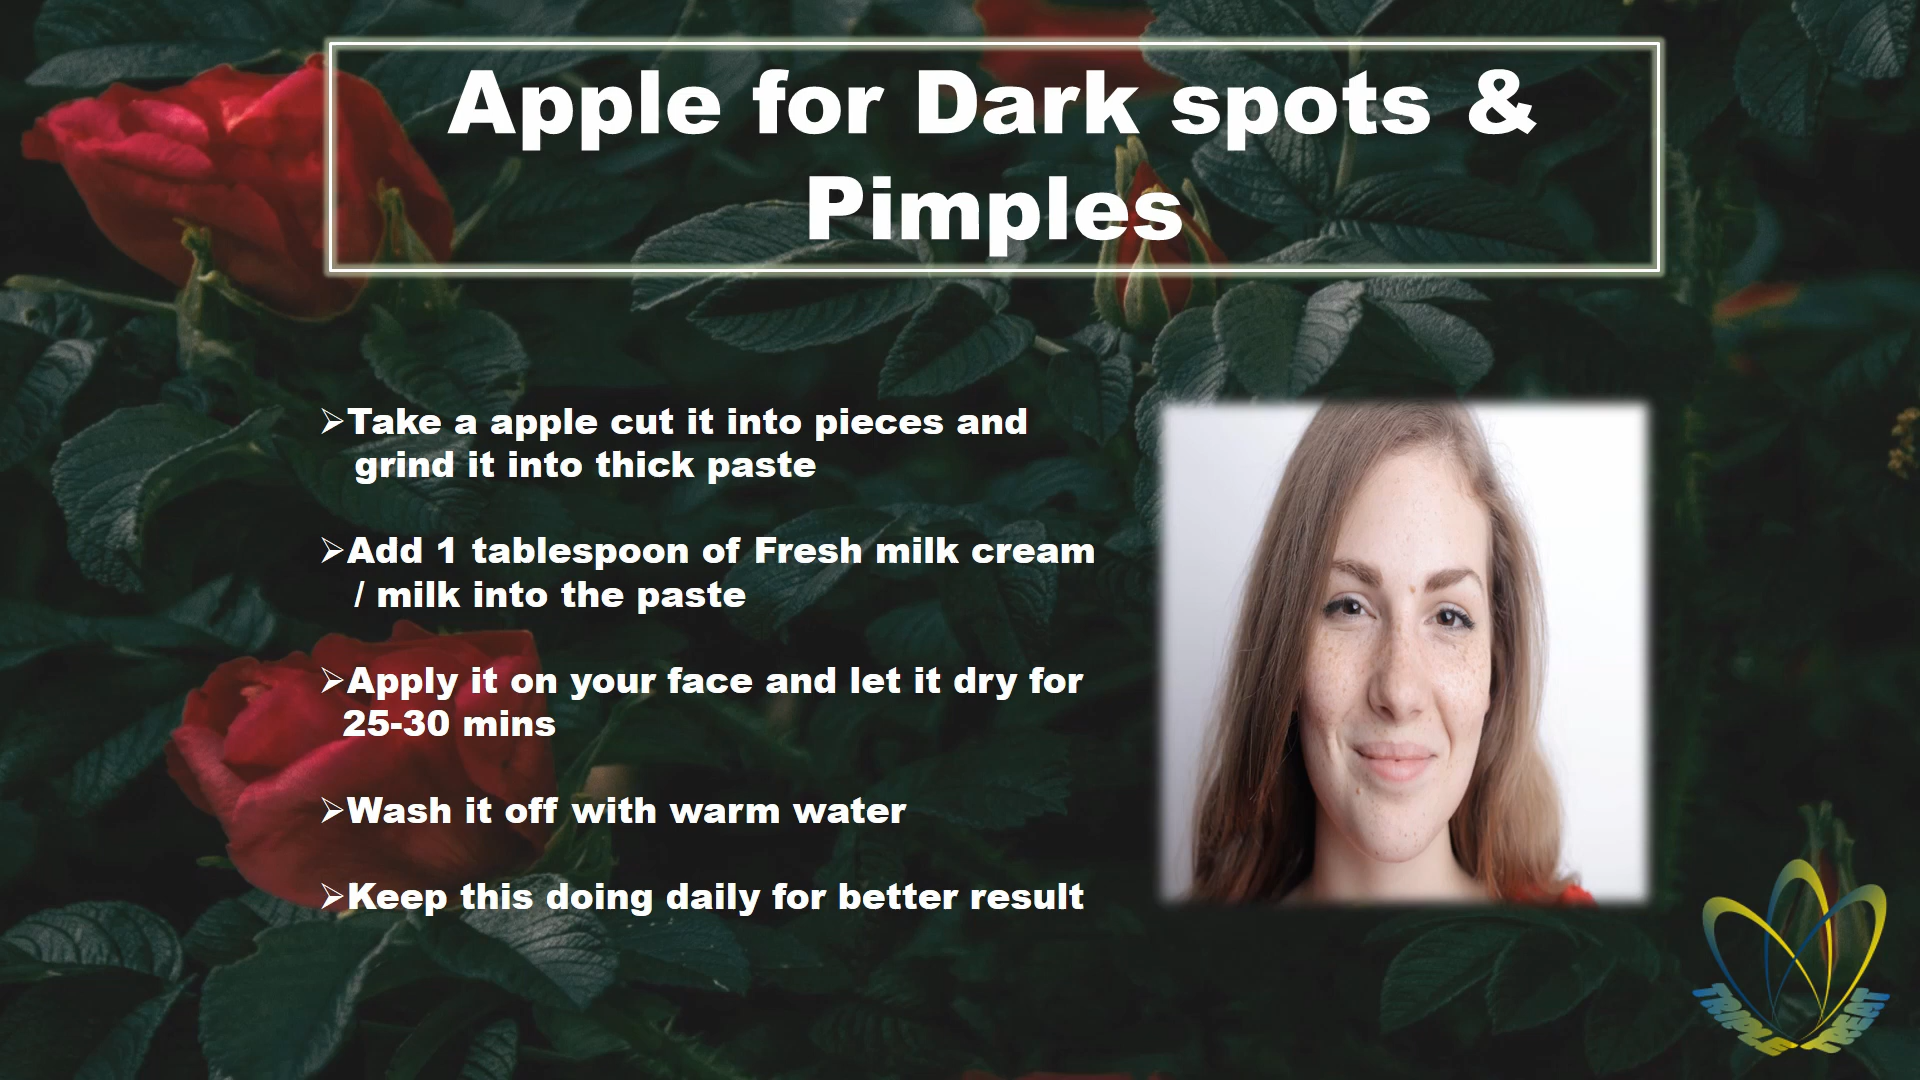 Apple for Dark spots &
Pimples
➢Take a apple cut it into pieces and
grind it into thick paste
➢Add 1 tablespoon of Fresh milk cream
/ milk into the paste
➢Apply it on your face and let it dry for
25-30 mins
➢Wash it off with warm water
➢Keep this doing daily for better result